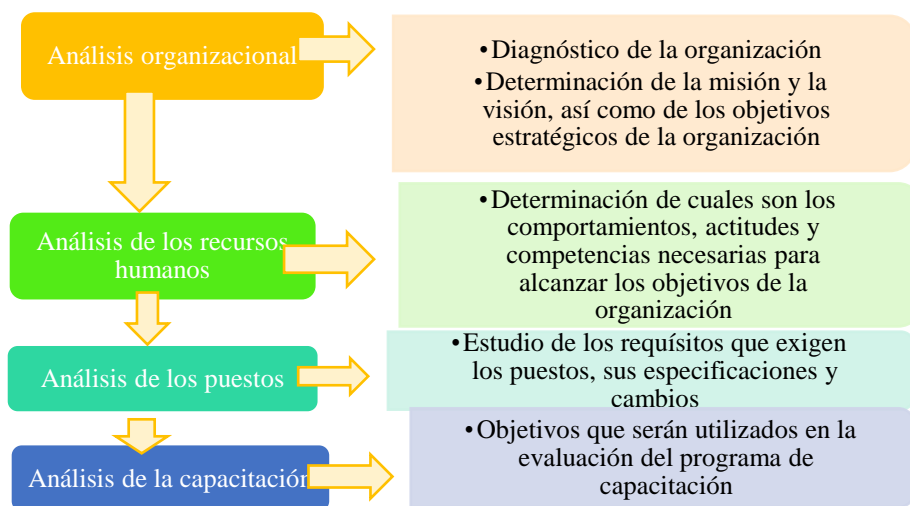 Análisis organizacional
• Diagnóstico de la organización
• Determinación de la misión y la
visión, así como de los objetivos
estratégicos de la organización
Análisis de los recursos
humanos
• Determinación de cuales son los
comportamientos, actitudes y
competencias necesarias para
alcanzar los objetivos de la
organización
Análisis de los puestos
• Estudio de los requísitos que exigen
los puestos, sus especificaciones y
cambios
Análisis de la capacitación
• Objetivos que serán utilizados en la
evaluación del programa de
capacitación